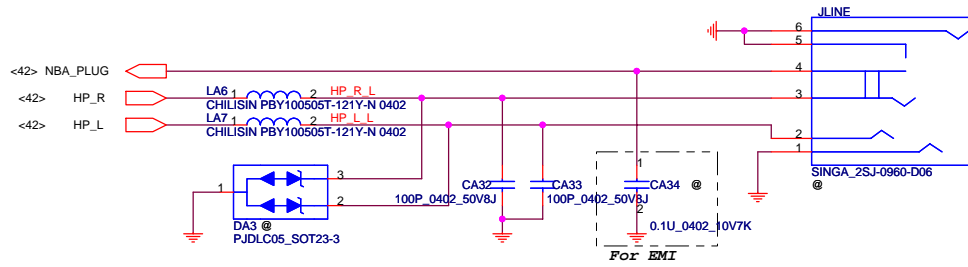 JLINE
6
5
<42> NBA_PLUG
4
LA6
1 2
HP_R_L
<42> HP_R
3
CHILISIN PBY100505T-121Y-N 0402
LA7
1 2
HP_L_L
<42> HP_L
2
CHILISIN PBY100505T-121Y-N 0402
1
SINGA_2SJ-0960-D06
@
1
3
2
DA3 @
PJDLC05_SOT23-3
CA32
100P_0402_50V8J
CA33
100P_0402_50V8J
1
CA34 @
2
0.1U_0402_10V7K
For EMI